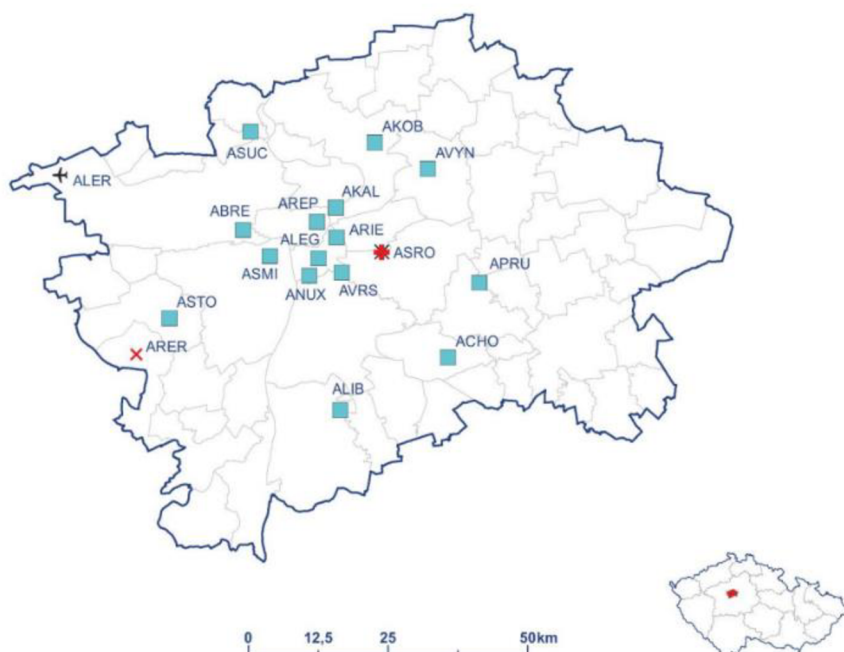 AKOB
ASUC
AVYN
ALER
AKAL
AREP
ABRE
ARIE
ALEG
ASRO
ASMI
APRU
ANUX
AVRS
ASTO
ARER
ACHO
ALIB
0 12,5 25 50km